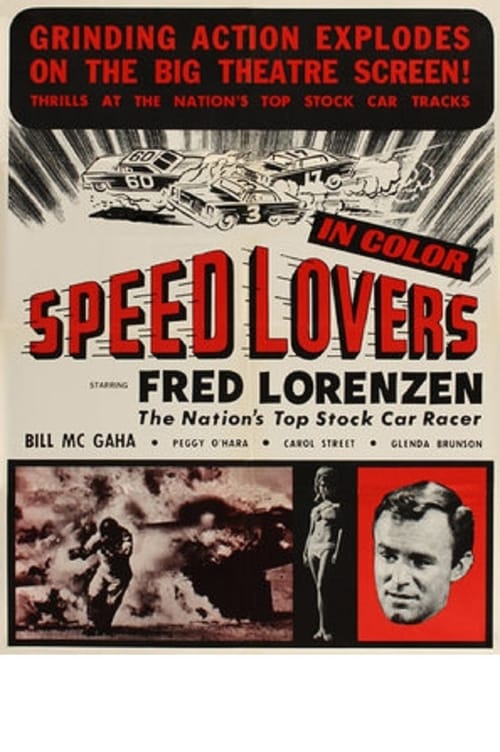 GRINDING ACTION EXPLODES
ON THE BIG THEATRE SCREEN!
THRILLS AT THE NATION'S TOP STOCK CAR TRACKS
60
60
17
3
IN COLOR
SPEED LOVERS
STARRING FRED LORENZEN
The Nation's Top Stock Car Racer
BILL MC GAHA • PEGGY O'HARA • CAROL STREET • GLENDA BRUNSON